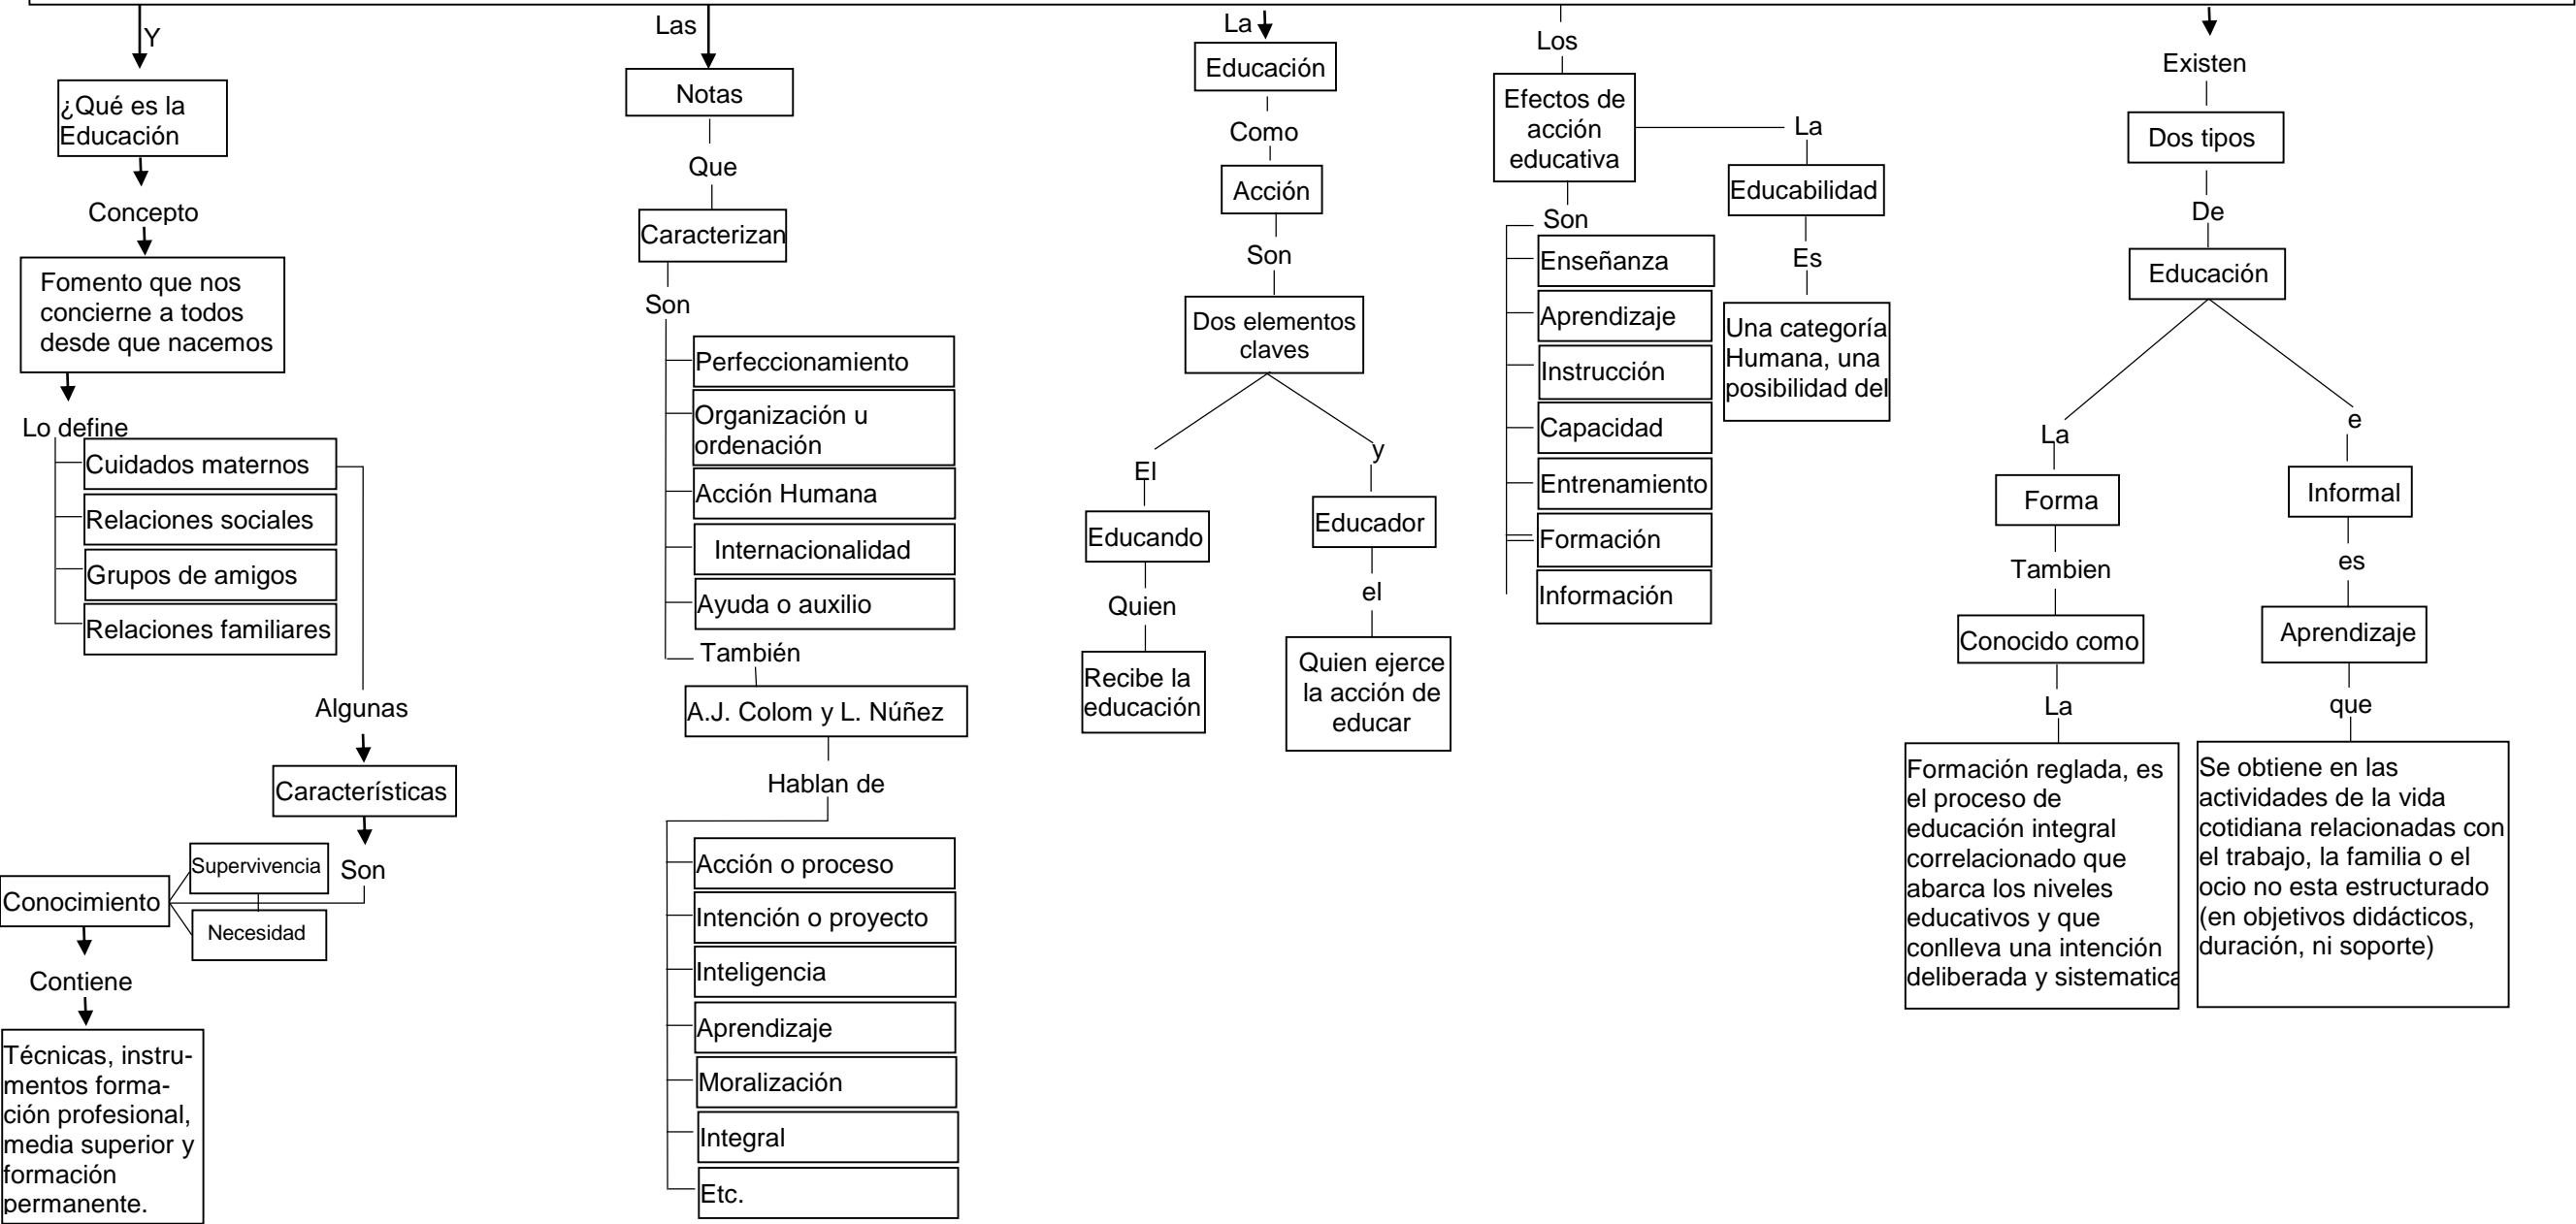 Y
¿Qué es la
Educación
Concepto
Fomento que nos
concierne a todos
desde que nacemos
Lo define
Cuidados maternos
Relaciones sociales
Grupos de amigos
Relaciones familiares
Algunas
Características
Son
Supervivencia
Conocimiento
Necesidad
Contiene
Técnicas, instru-
mentos forma-
ción profesional,
media superior y
formación
permanente.
Las
Notas
Que
Caracterizan
Son
Perfeccionamiento
Organización u
ordenación
Acción Humana
Internacionalidad
Ayuda o auxilio
También
A.J. Colom y L. Núñez
Hablan de
Acción o proceso
Intención o proyecto
Inteligencia
Aprendizaje
Moralización
Integral
Etc.
La
Educación
Como
Acción
Son
Dos elementos
claves
El
Educando
Quien
Recibe la
educación
y
Educador
el
Quien ejerce
la acción de
educar
Los
Efectos de
acción
educativa
Son
Enseñanza
Aprendizaje
Instrucción
Capacidad
Entrenamiento
Formación
Información
La
Educabilidad
Es
Una categoría
Humana, una
posibilidad del
Existen
Dos tipos
De
Educación
La
Forma
Tambien
Conocido como
La
Formación reglada, es
el proceso de
educación integral
correlacionado que
abarca los niveles
educativos y que
conlleva una intención
deliberada y sistematica
e
Informal
es
Aprendizaje
que
Se obtiene en las
actividades de la vida
cotidiana relacionadas con
el trabajo, la familia o el
ocio no esta estructurado
(en objetivos didácticos,
duración, ni soporte)